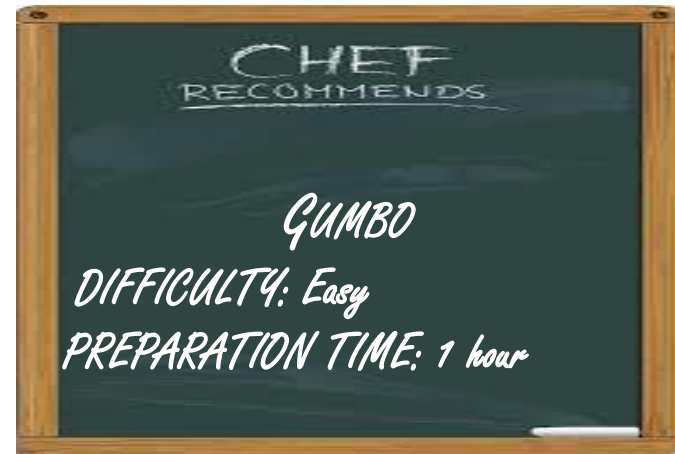 CHEF
RECOMMENDS
GUMBO
DIFFICULTY: Easy
PREPARATION TIME: 1 hour